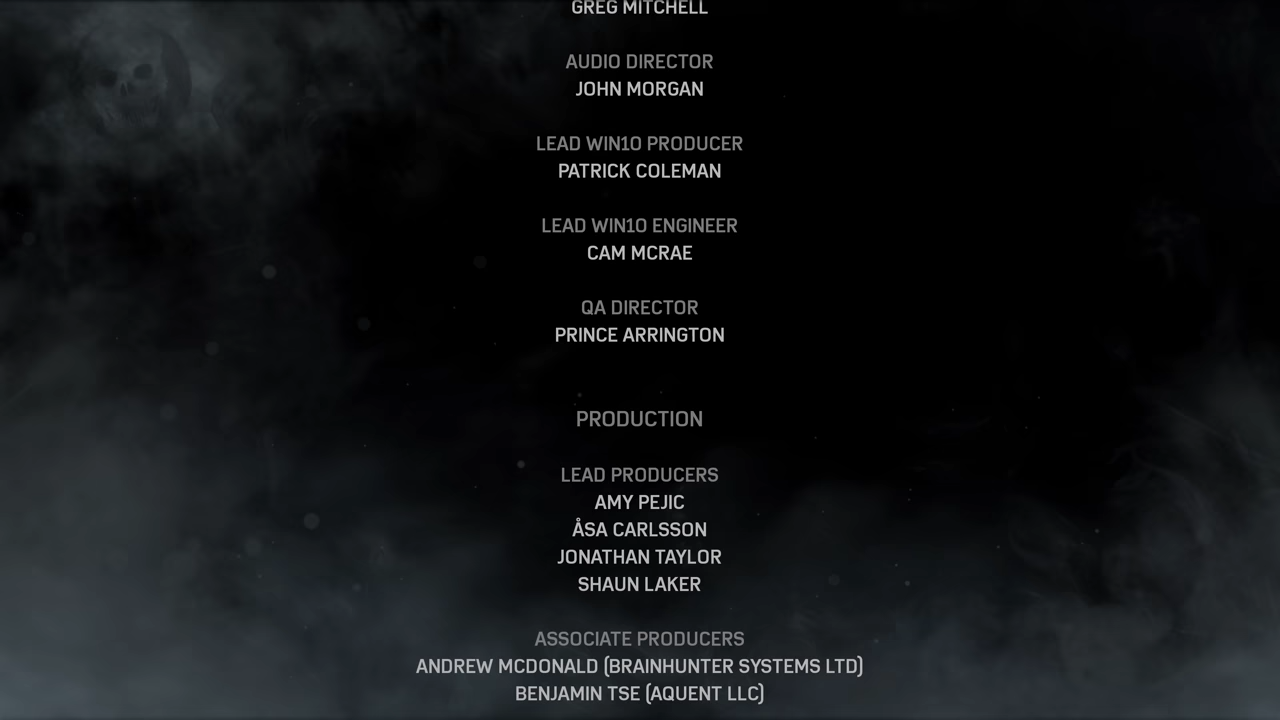 GREG MITCHELL
AUDIO DIRECTOR
JOHN MORGAN
LEAD WIN10 PRODUCER
PATRICK COLEMAN
LEAD WIN10 ENGINEER
CAM MCRAE
QA DIRECTOR
PRINCE ARRINGTON
PRODUCTION
LEAD PRODUCERS
AMY PEJIC
ÅSA CARLSSON
JONATHAN TAYLOR
SHAUN LAKER
ASSOCIATE PRODUCERS
ANDREW MCDONALD (BRAINHUNTER SYSTEMS LTD)
BENJAMIN TSE (AQUENT LLC)